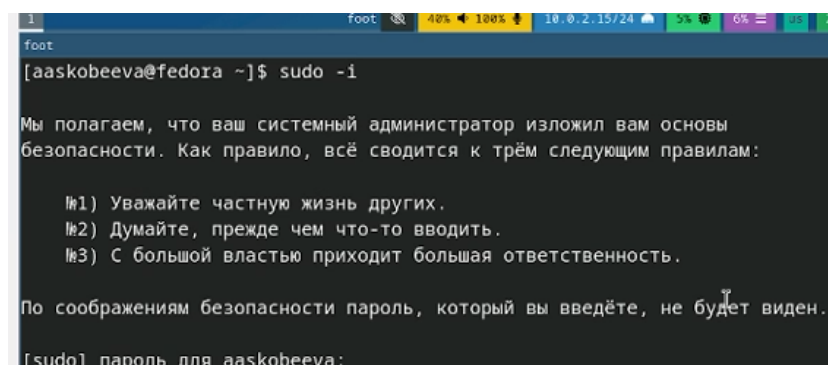 1 foot 40% 100% 10.0.2.15/24 5% 6% us
foot
[aaskobeeva@fedora ~]$ sudo -i
Мы полагаем, что ваш системный администратор изложил вам основы
безопасности. Как правило, всё сводится к трём следующим правилам:
№1) Уважайте частную жизнь других.
№2) Думайте, прежде чем что-то вводить.
№3) С большой властью приходит большая ответственность.
По соображениям безопасности пароль, который вы введёте, не будет виден.
[sudo] пароль для aaskobeeva: